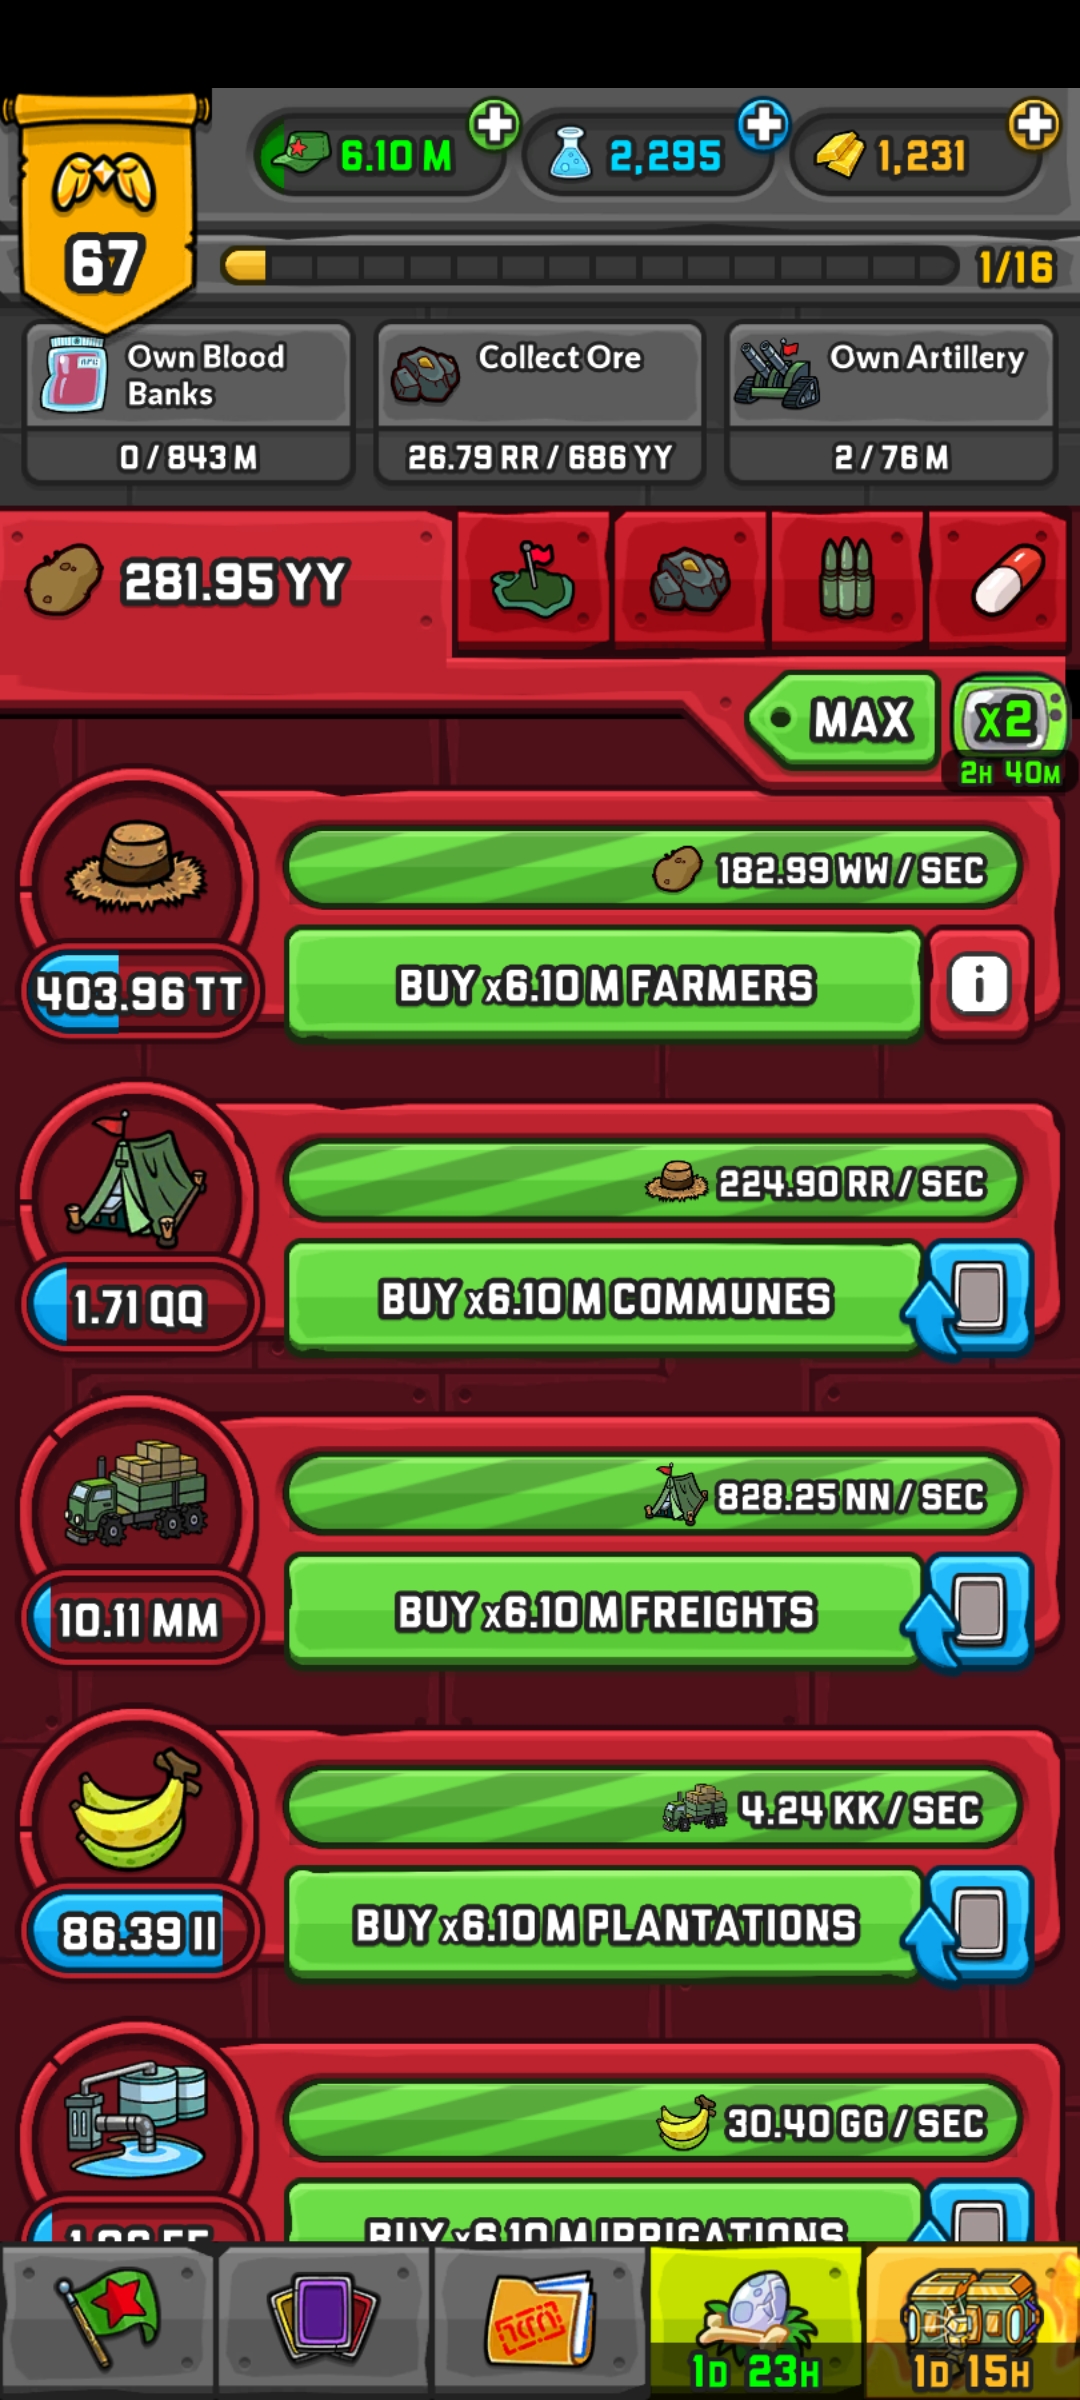 67
6.10 M
2,295
1,231
1/16
Own Blood
Banks
0 / 843 M
Collect Ore
26.79 RR / 686 YY
Own Artillery
2 / 76 M
281.95 YY
MAX
x2
2H 40M
182.99 WW / SEC
403.96 TT
BUY x6.10 M FARMERS
i
224.90 RR / SEC
1.71 QQ
BUY x6.10 M COMMUNES
828.25 NN / SEC
10.11 MM
BUY x6.10 M FREIGHTS
4.24 KK / SEC
86.39 II
BUY x6.10 M PLANTATIONS
30.40 GG / SEC
BUY x6.10 M IRRIGATIONS
1D 23H
1D 15H